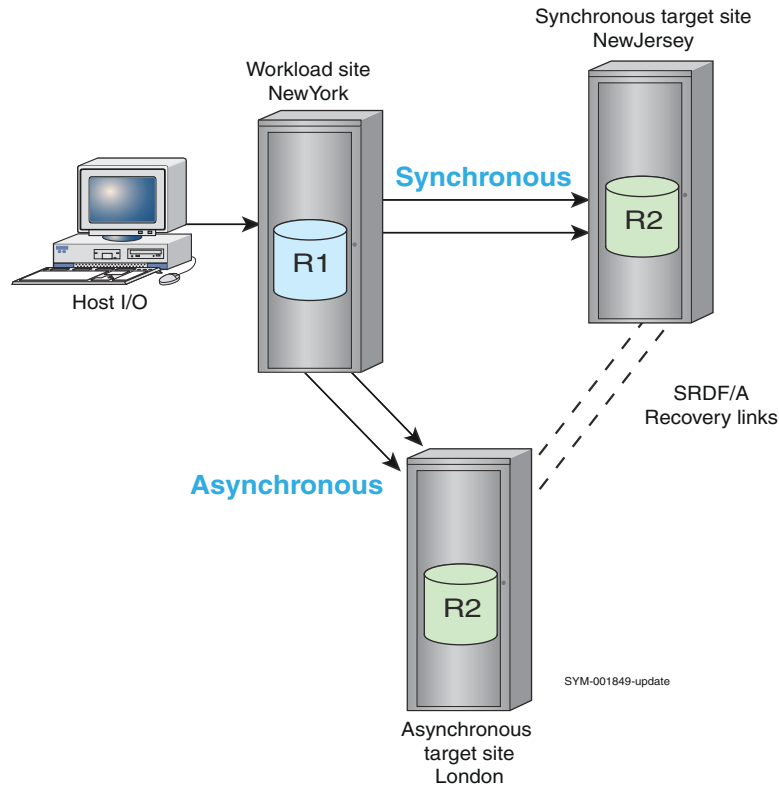 Synchronous target site
NewJersey
Workload site
NewYork
Synchronous
R2
R1
Host I/O
SRDF/A
Recovery links
Asynchronous
R2
SYM-001849-update
Asynchronous
target site
London